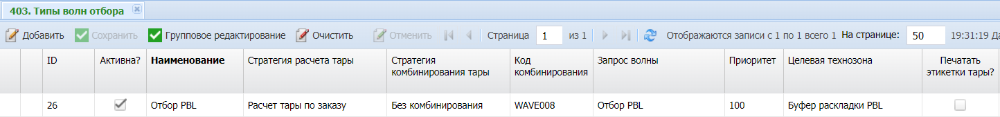 403. Типы волн отбора
Добавить Сохранить Групповое редактирование Очистить Отменить Страница 1 из 1 Отображаются записи с 1 по 1 всего 1 На странице: 50 19:31:19 Да
ID Активна? Наименование Стратегия расчета тары Стратегия комбинирования тары Код комбинирования Запрос волны Приоритет Целевая технозона Печатать этикетки тары?
26 Отбор PBL Расчет тары по заказу Без комбинирования WAVE008 Отбор PBL 100 Буфер раскладки PBL